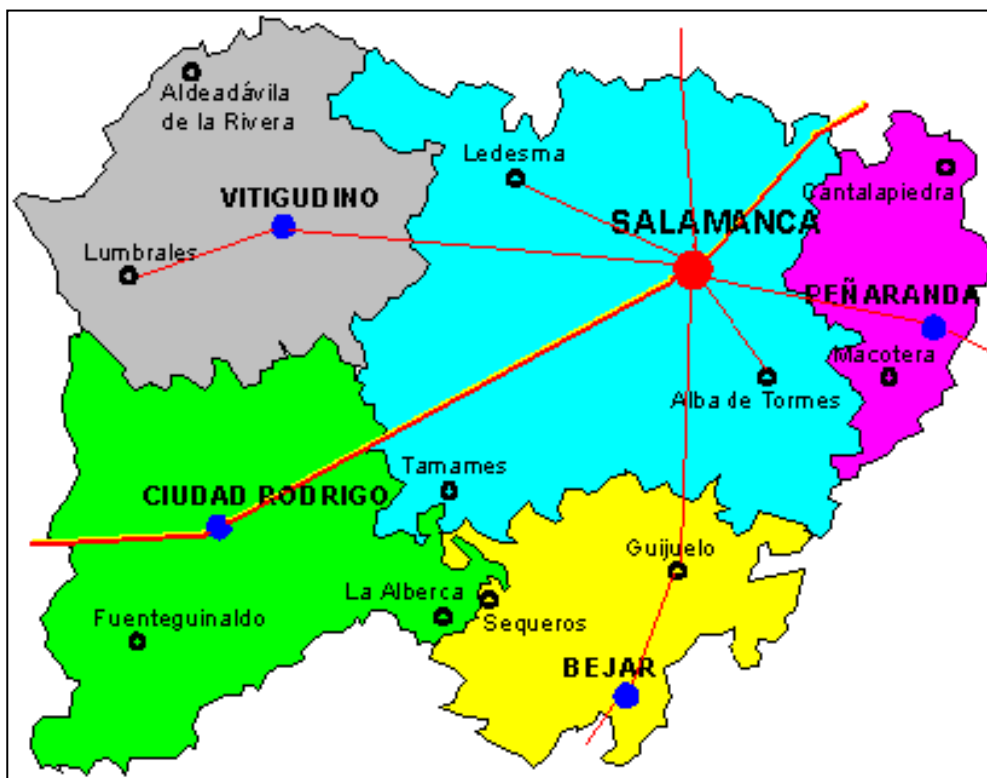 Aldeadávila
de la Rivera
Ledesma
Cantalapiedra
VITIGUDINO
SALAMANCA
Lumbrales
PEÑARANDA
Macotera
Alba de Tormes
Tamames
CIUDAD RODRIGO
Guijuelo
La Alberca
Fuenteguinaldo
Sequeros
BEJAR